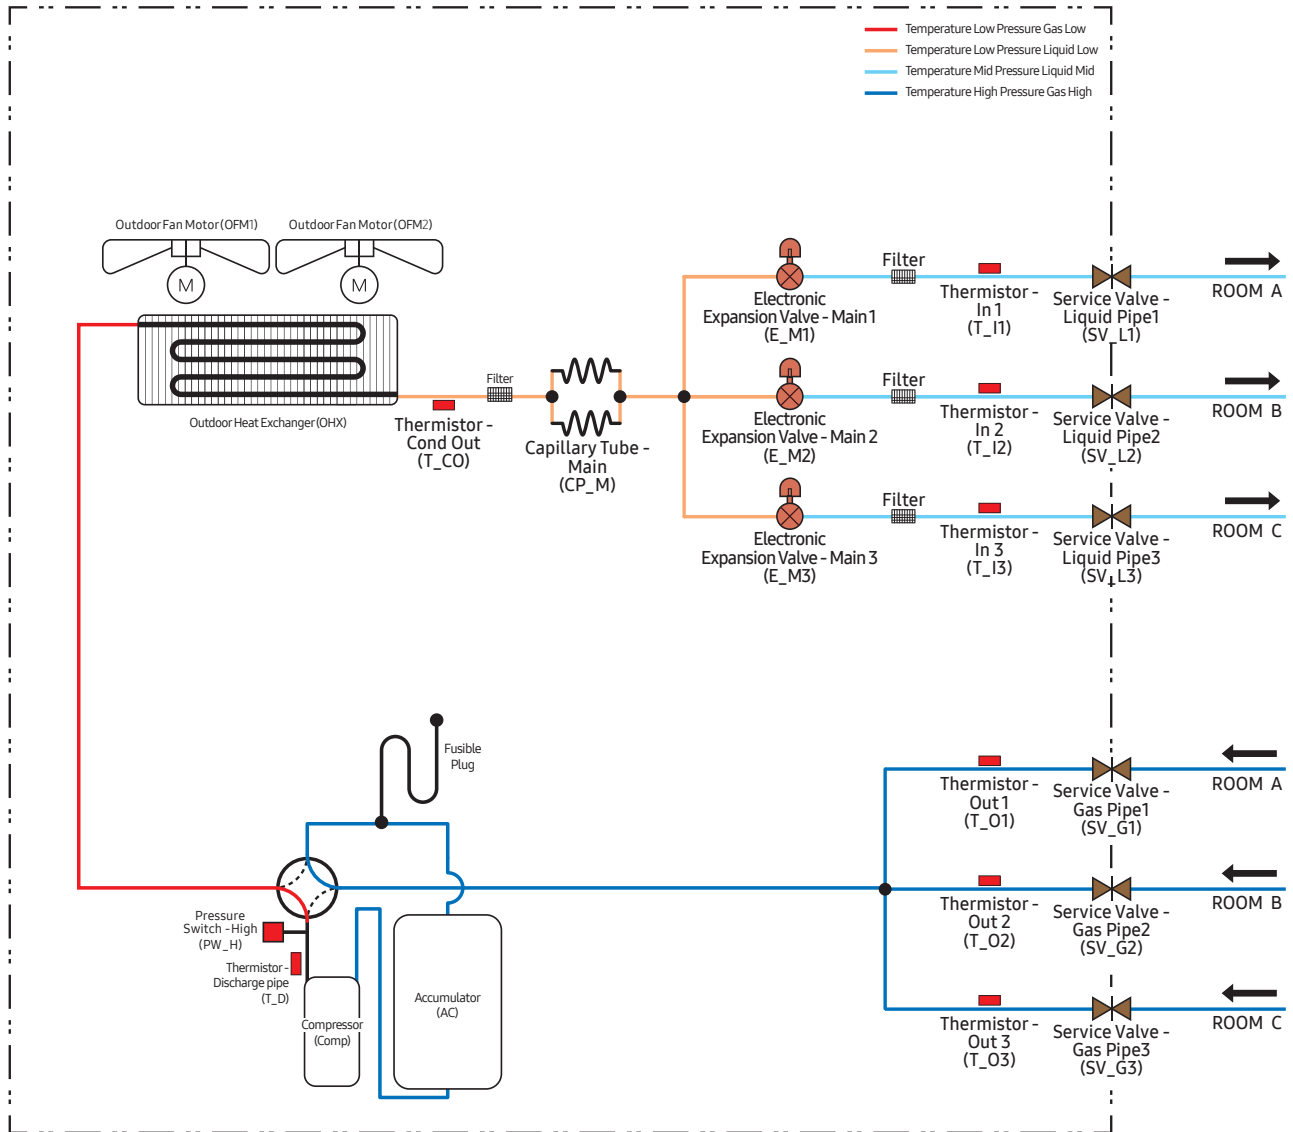 Temperature Low Pressure Gas Low
Temperature Low Pressure Liquid Low
Temperature Mid Pressure Liquid Mid
Temperature High Pressure Gas High
Outdoor Fan Motor (OFM1)
Outdoor Fan Motor (OFM2)
M
M
Outdoor Heat Exchanger (OHX)
Thermistor -
Cond Out
(T_CO)
Filter
Capillary Tube -
Main
(CP_M)
Electronic
Expansion Valve - Main 1
(E_M1)
Filter
Thermistor -
In 1
(T_I1)
Service Valve -
Liquid Pipe1
(SV_L1)
ROOM A
Electronic
Expansion Valve - Main 2
(E_M2)
Filter
Thermistor -
In 2
(T_I2)
Service Valve -
Liquid Pipe2
(SV_L2)
ROOM B
Electronic
Expansion Valve - Main 3
(E_M3)
Filter
Thermistor -
In 3
(T_I3)
Service Valve -
Liquid Pipe3
(SV_L3)
ROOM C
Fusible
Plug
Pressure
Switch - High
(PW_H)
Thermistor -
Discharge pipe
(T_D)
Compressor
(Comp)
Accumulator
(AC)
Thermistor -
Out 1
(T_O1)
Service Valve -
Gas Pipe1
(SV_G1)
ROOM A
Thermistor -
Out 2
(T_O2)
Service Valve -
Gas Pipe2
(SV_G2)
ROOM B
Thermistor -
Out 3
(T_O3)
Service Valve -
Gas Pipe3
(SV_G3)
ROOM C